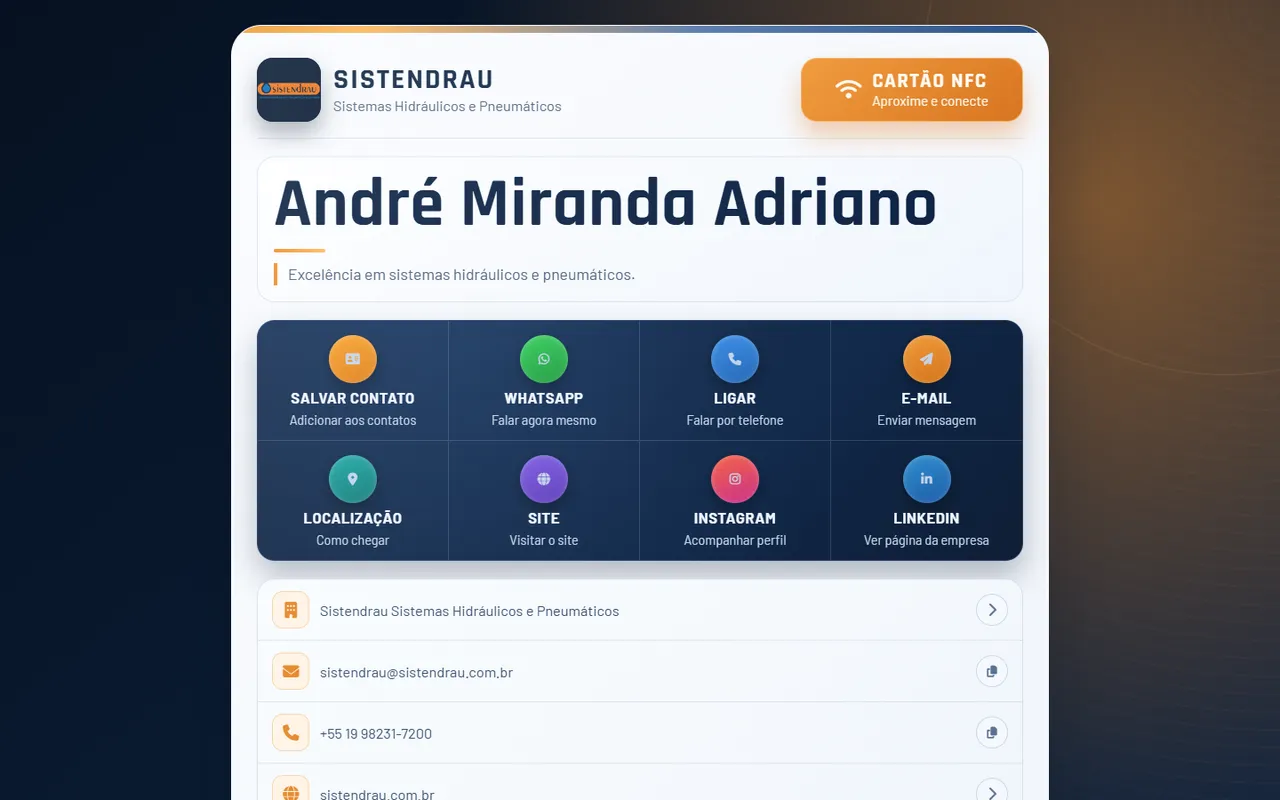 SISTENDRAU
SISTENDRAU
Sistemas Hidráulicos e Pneumáticos
CARTÃO NFC
Aproxime e conecte
André Miranda Adriano
Excelência em sistemas hidráulicos e pneumáticos.
SALVAR CONTATO
Adicionar aos contatos
WHATSAPP
Falar agora mesmo
LIGAR
Falar por telefone
E-MAIL
Enviar mensagem
LOCALIZAÇÃO
Como chegar
SITE
Visitar o site
INSTAGRAM
Acompanhar perfil
in
LINKEDIN
Ver página da empresa
Sistendrau Sistemas Hidráulicos e Pneumáticos
sistendrau@sistendrau.com.br
+55 19 98231-7200
sistendrau.com.br